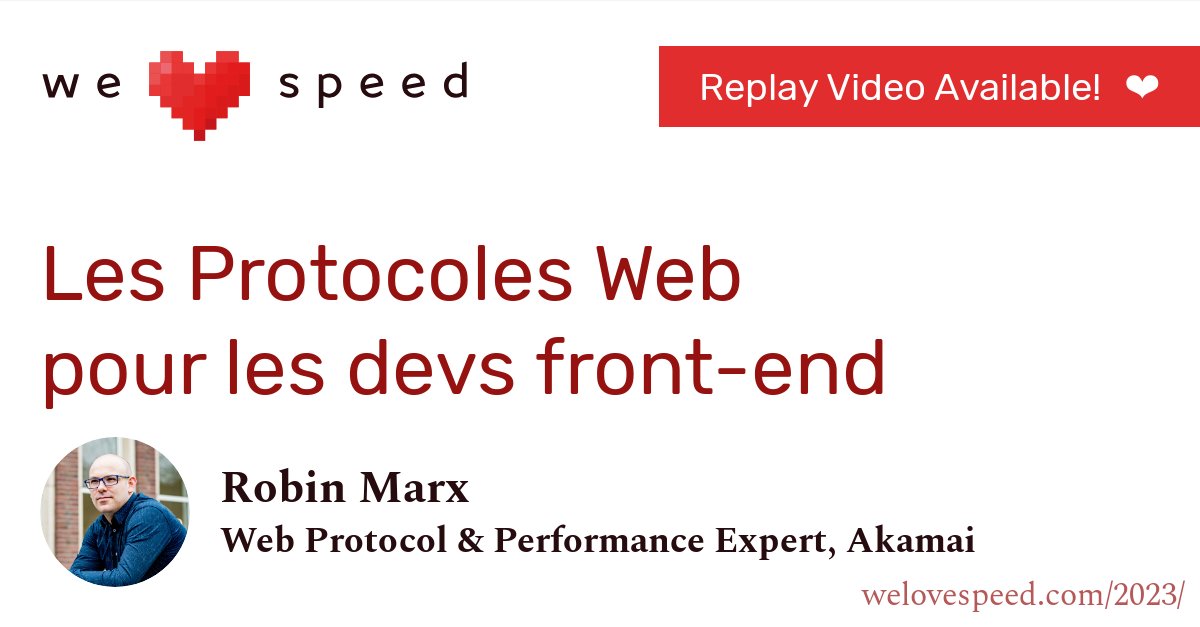 we speed
Replay Video Available! ❤
Les Protocoles Web
pour les devs front-end
Robin Marx
Web Protocol & Performance Expert, Akamai
welovespeed.com/2023/